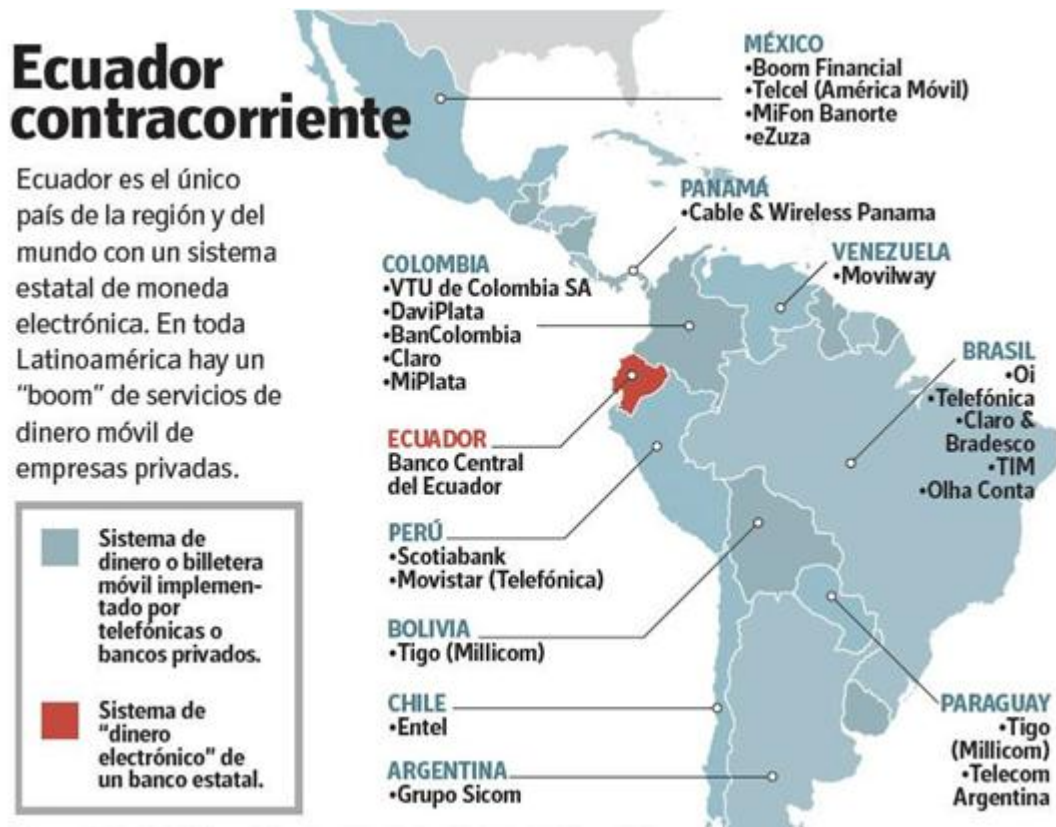 Ecuador
contracorriente
Ecuador es el único
país de la región y del
mundo con un sistema
estatal de moneda
electrónica. En toda
Latinoamérica hay un
“boom” de servicios de
dinero móvil de
empresas privadas.
Sistema de
dinero o billetera
móvil implemen-
tado por
telefónicas o
bancos privados.
Sistema de
“dinero
electrónico” de
un banco estatal.
MÉXICO
•Boom Financial
•Telcel (América Móvil)
•MiFon Banorte
•eZuza
PANAMÁ
•Cable & Wireless Panama
VENEZUELA
•Movilway
COLOMBIA
•VTU de Colombia SA
•DaviPlata
•BanColombia
•Claro
•MiPlata
BRASIL
•Oi
•Telefónica
•Claro &
Bradesco
•TIM
•Olha Conta
ECUADOR
Banco Central
del Ecuador
PERÚ
•Scotiabank
•Movistar (Telefónica)
BOLIVIA
•Tigo (Millicom)
CHILE
•Entel
ARGENTINA
•Grupo Sicom
PARAGUAY
•Tigo
(Millicom)
•Telecom
Argentina